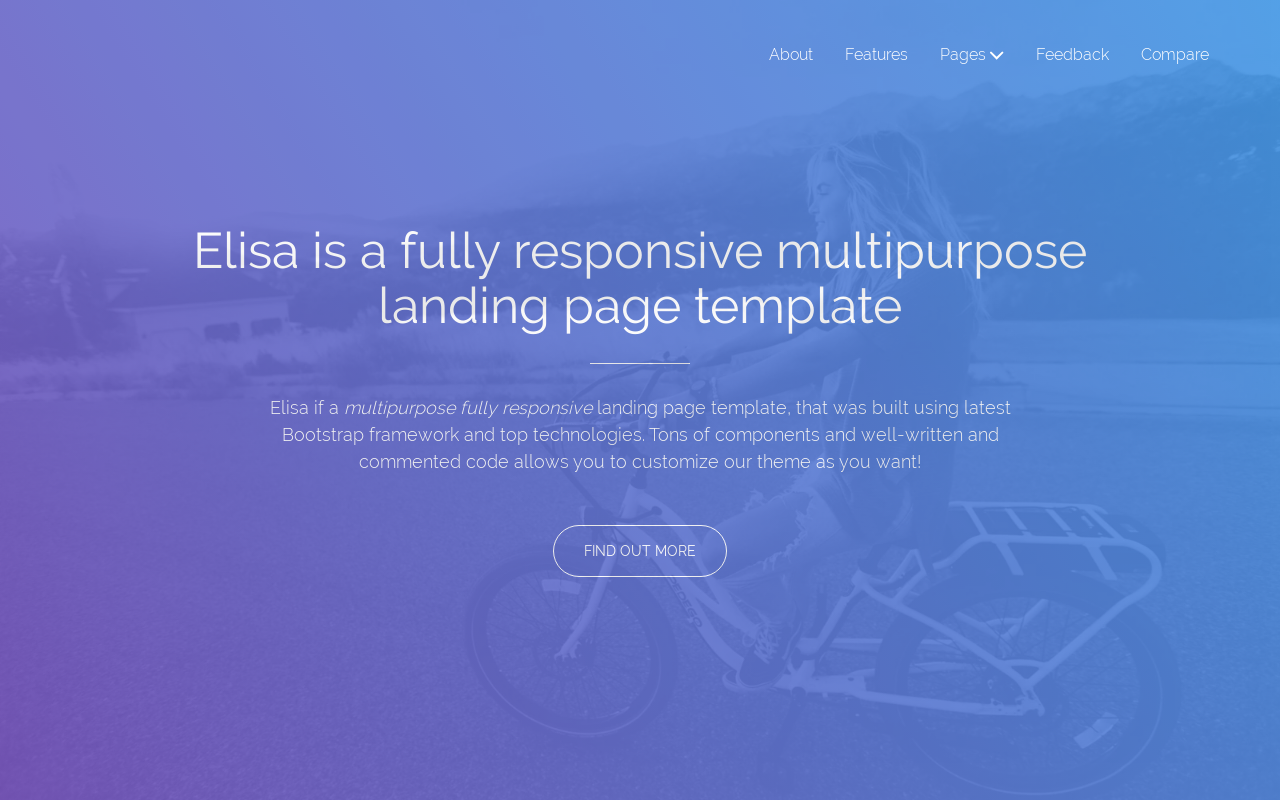 About Features Pages Feedback Compare
Elisa is a fully responsive multipurpose
landing page template
Elisa if a multipurpose fully responsive landing page template, that was built using latest
Bootstrap framework and top technologies. Tons of components and well-written and
commented code allows you to customize our theme as you want!
FIND OUT MORE